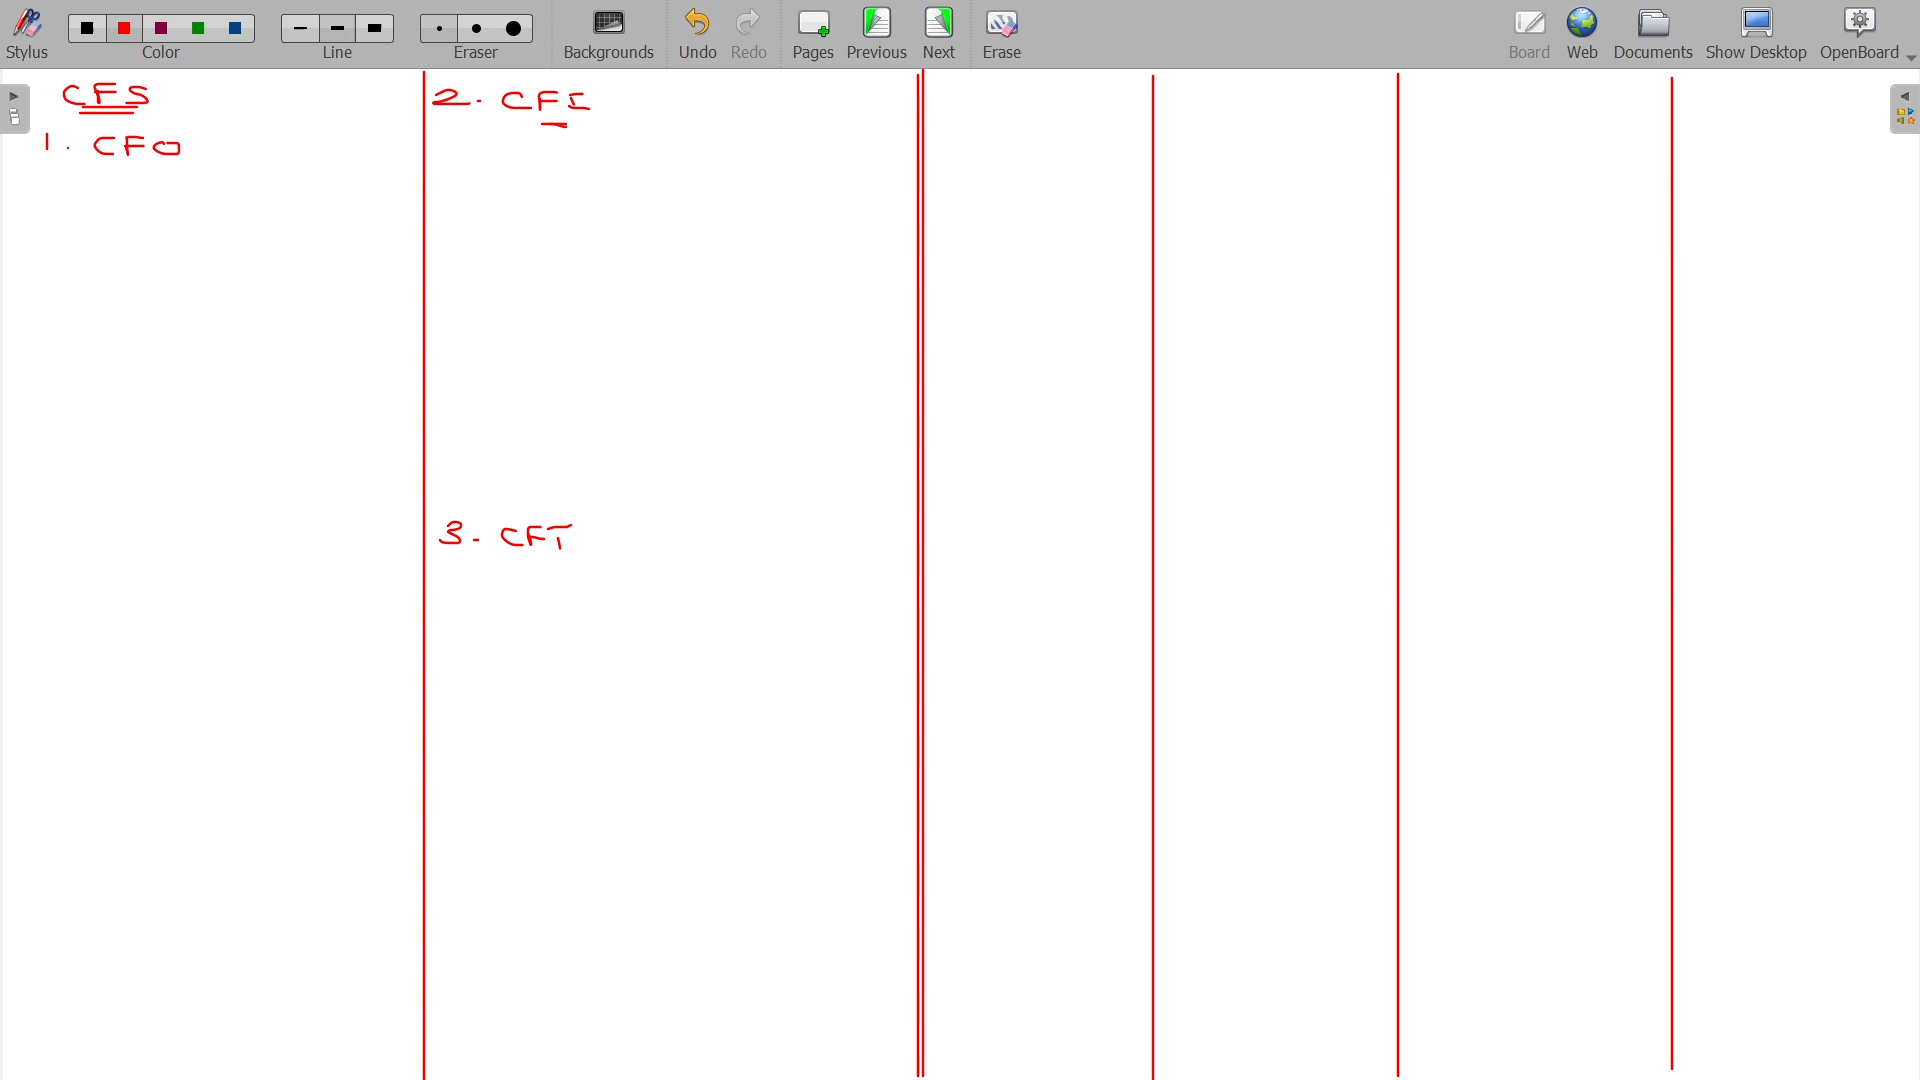 Stylus
Color
Line
Eraser
Backgrounds
Undo
Redo
Pages
Previous
Next
Erase
Board
Web
Documents
Show Desktop
OpenBoard
CFS
1. CFO
2. CFI
3. CFT